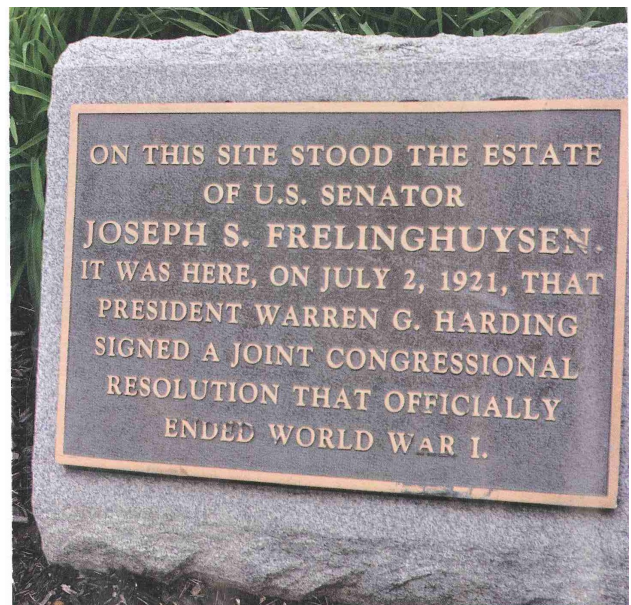 ON THIS SITE STOOD THE ESTATE
OF U.S. SENATOR
JOSEPH S. FRELINGHUYSEN.
IT WAS HERE, ON JULY 2, 1921, THAT
PRESIDENT WARREN G. HARDING
SIGNED A JOINT CONGRESSIONAL
RESOLUTION THAT OFFICIALLY
ENDED WORLD WAR I.